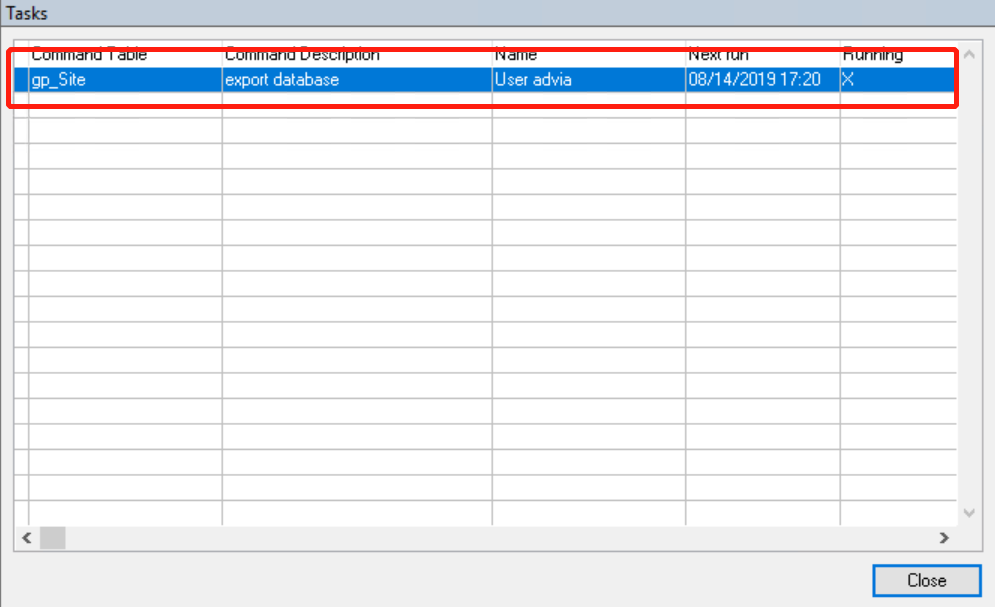 Tasks
Command Table Command Description Name Next run Running
gp_Site export database User advia 08/14/2019 17:20 X
Close